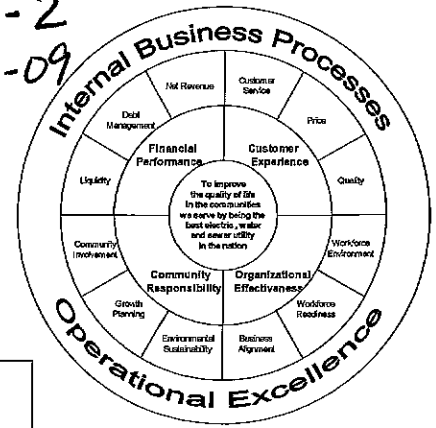 - 2
-09
Internal Business Processes
Net Revenue
Customer
Service
Debt
Management
Price
Financial
Performance
Customer
Experience
Liquidity
Quality
To improve
the quality of life
in the communities
we serve by being the
best electric, water
and sewer utility
in the nation
Community
Involvement
Workforce
Environment
Community
Responsibility
Organizational
Effectiveness
Growth
Planning
Workforce
Readiness
Environmental
Sustainability
Business
Alignment
Operational Excellence